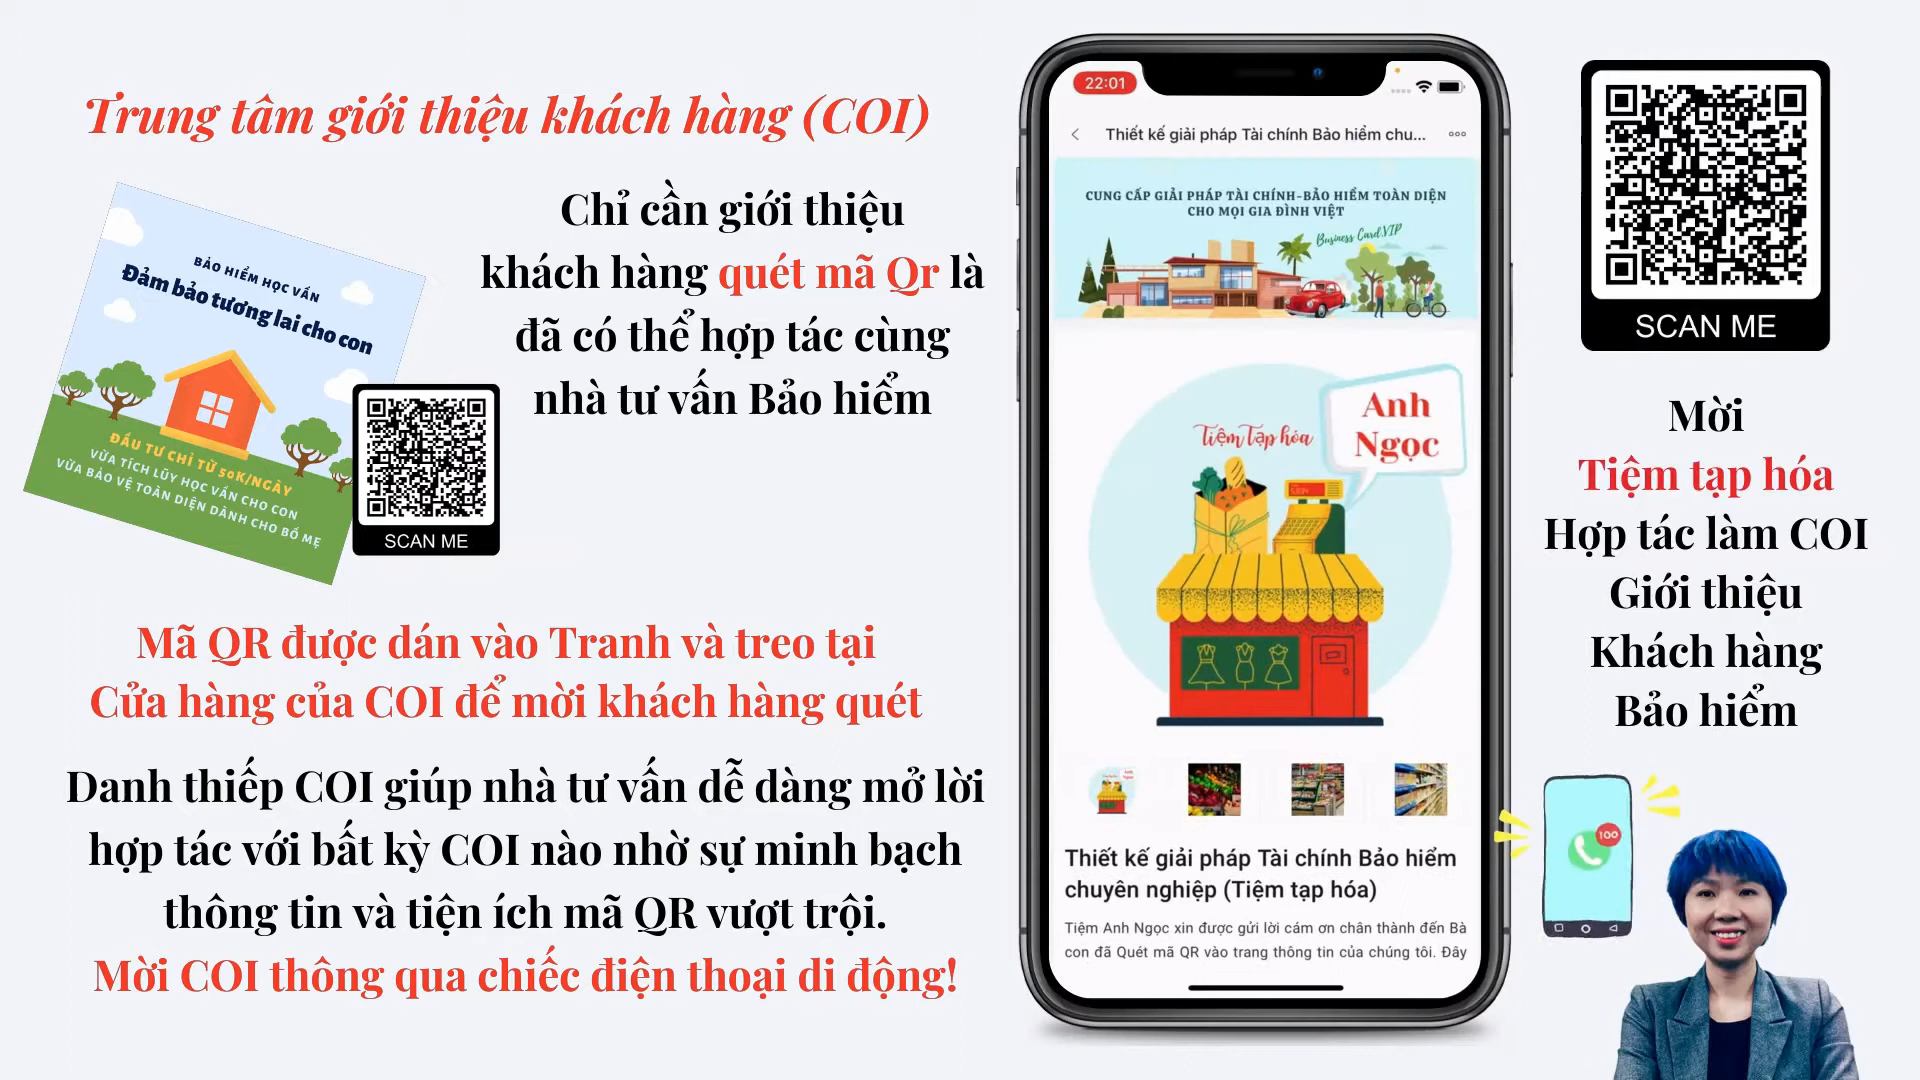 Trung tâm giới thiệu khách hàng (COI)
Chỉ cần giới thiệu
khách hàng quét mã Qr là
đã có thể hợp tác cùng
nhà tư vấn Bảo hiểm
BẢO HIỂM HỌC VẤN
Đảm bảo tương lai cho con
ĐẦU TƯ CHỈ TỪ 50K/NGÀY
VỪA TÍCH LŨY HỌC VẤN CHO CON
VỪA BẢO VỆ TOÀN DIỆN DÀNH CHO BỐ MẸ
SCAN ME
Mã QR được dán vào Tranh và treo tại
Cửa hàng của COI để mời khách hàng quét
Danh thiếp COI giúp nhà tư vấn dễ dàng mở lời
hợp tác với bất kỳ COI nào nhờ sự minh bạch
thông tin và tiện ích mã QR vượt trội.
Mời COI thông qua chiếc điện thoại di động!
22:01
Thiết kế giải pháp Tài chính Bảo hiểm chu...
CUNG CẤP GIẢI PHÁP TÀI CHÍNH-BẢO HIỂM TOÀN DIỆN
CHO MỌI GIA ĐÌNH VIỆT
Business Card.VIP
Tiệm Tạp hóa
Anh
Ngọc
Thiết kế giải pháp Tài chính Bảo hiểm
chuyên nghiệp (Tiệm tạp hóa)
Tiệm Anh Ngọc xin được gửi lời cám ơn chân thành đến Bà
con đã Quét mã QR vào trang thông tin của chúng tôi. Đây
SCAN ME
Mời
Tiệm tạp hóa
Hợp tác làm COI
Giới thiệu
Khách hàng
Bảo hiểm
100